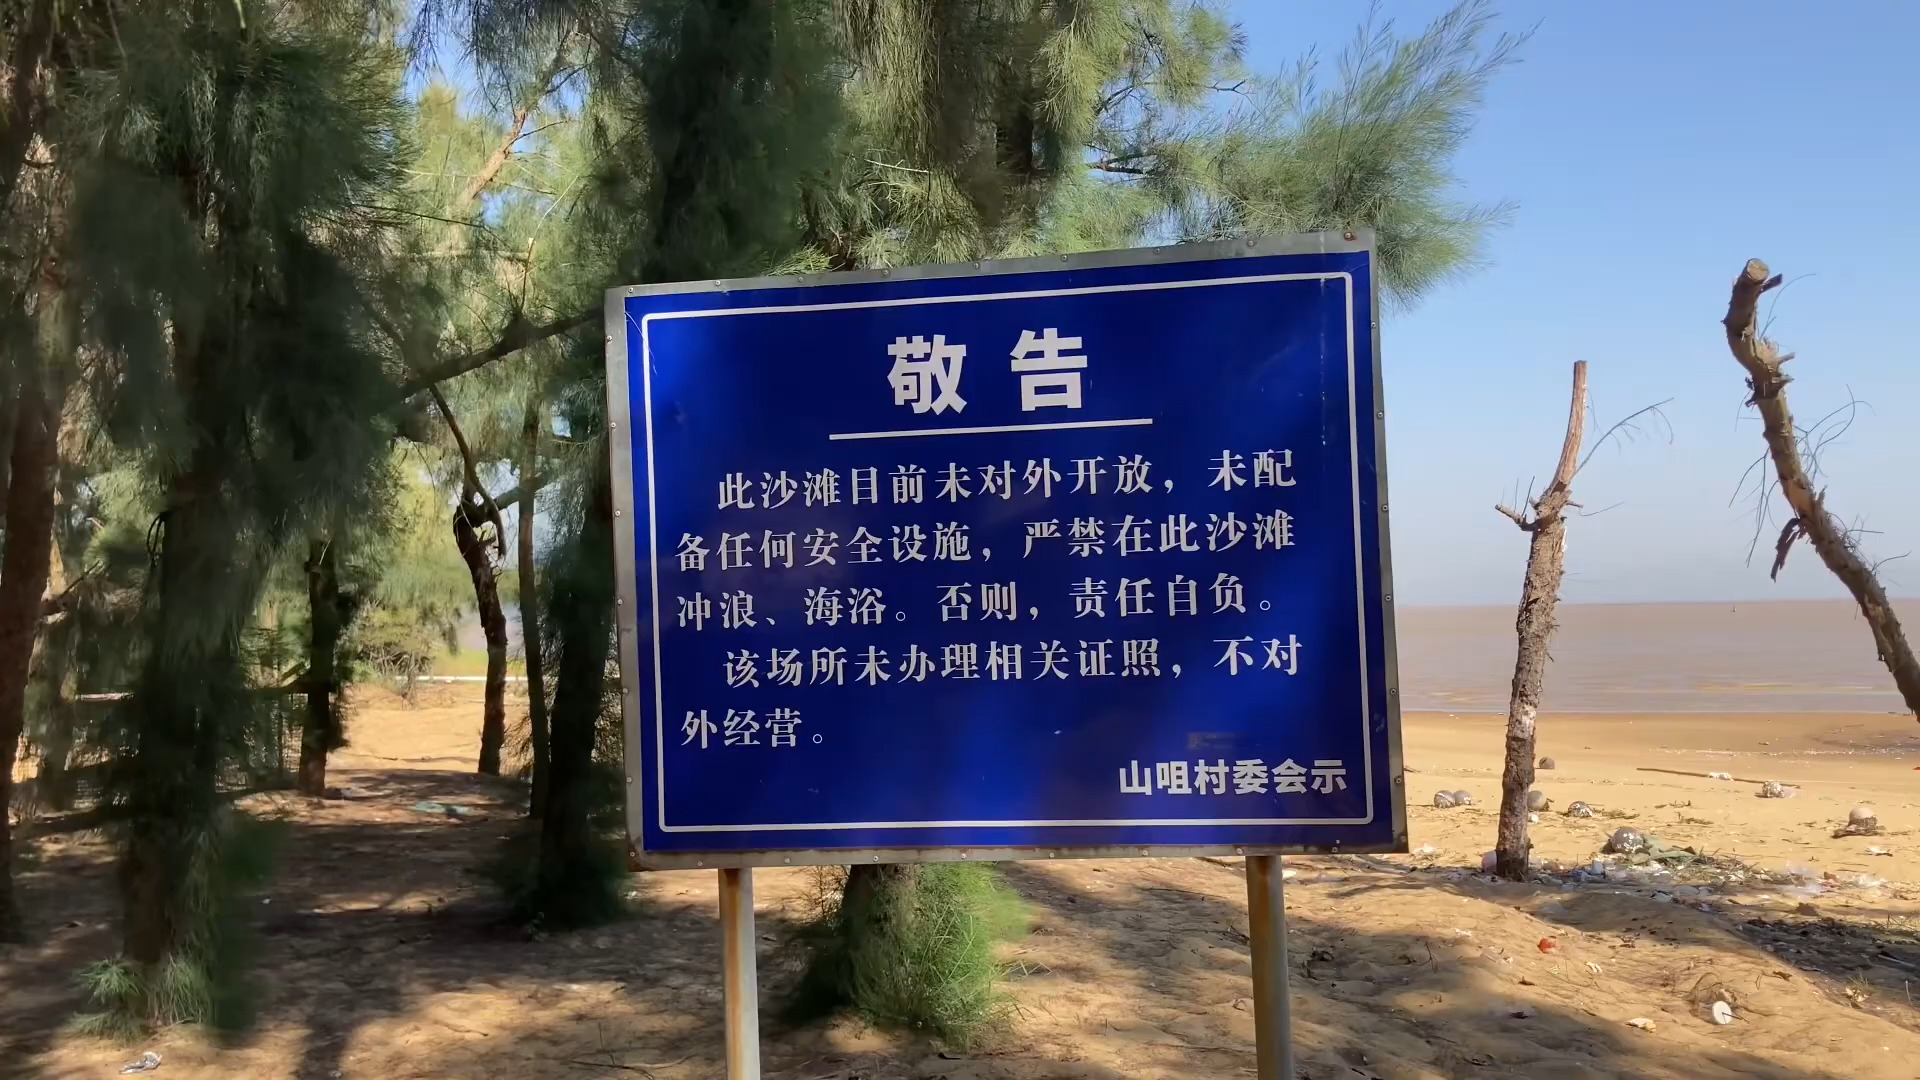 敬告
此沙滩目前未对外开放，未配
备任何安全设施，严禁在此沙滩
冲浪、海浴。否则，责任自负。
该场所未办理相关证照，不对
外经营。
山咀村委会示